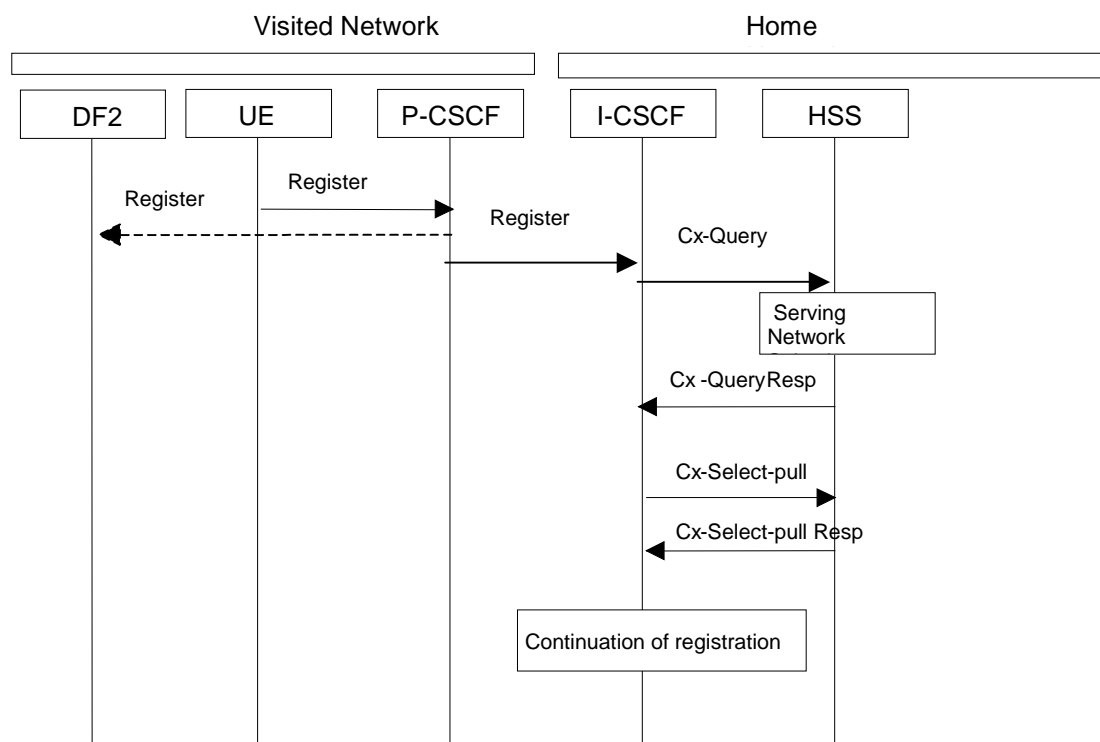 Visited Network
Home
DF2
UE
P-CSCF
I-CSCF
HSS
Register
Register
Register
Cx-Query
Serving
Network
Cx -QueryResp
Cx-Select-pull
Cx-Select-pull Resp
Continuation of registration